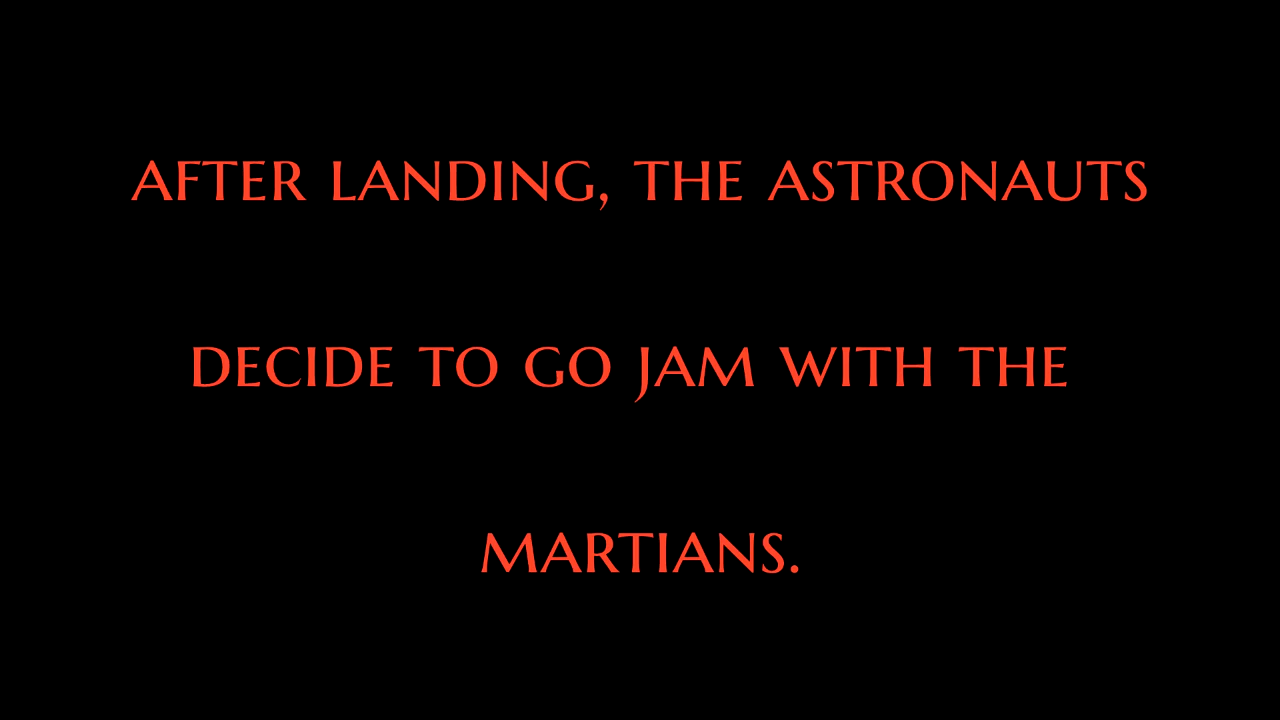 AFTER LANDING, THE ASTRONAUTS
DECIDE TO GO JAM WITH THE
MARTIANS.